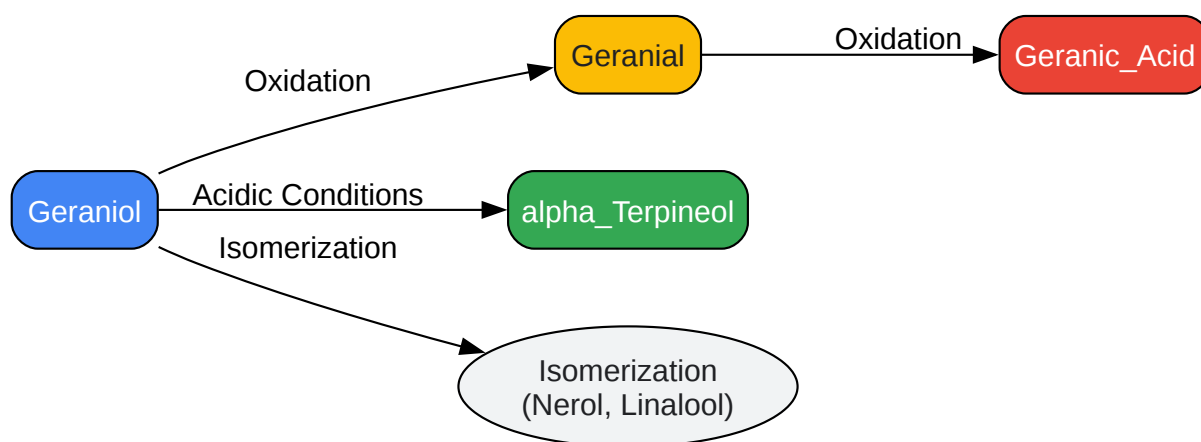 Oxidation
Geranial
Oxidation
Geranic_Acid
Geraniol
Acidic Conditions
alpha_Terpineol
Isomerization
Isomerization
(Nerol, Linalool)